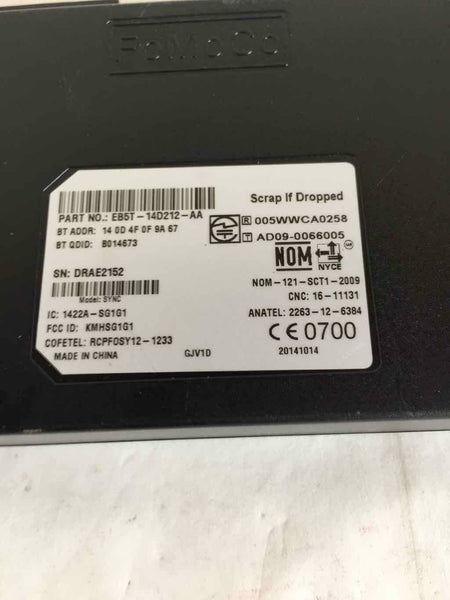 FoMoCo
Scrap If Dropped
PART NO.: EB5T-14D212-AA
BT ADDR: 14 0D 4F 0F 9A 67
BT QDID: B014673
R 005WWCA0258
T AD09-0066005
NOM
NYCE
SN: DRAE2152
Model: SYNC
NOM-121-SCT1-2009
CNC: 16-11131
IC: 1422A-SG1G1
ANATEL: 2263-12-6384
FCC ID: KMHSG1G1
CE0700
COFETEL: RCPFOSY12-1233
MADE IN CHINA
GJV1D
20141014